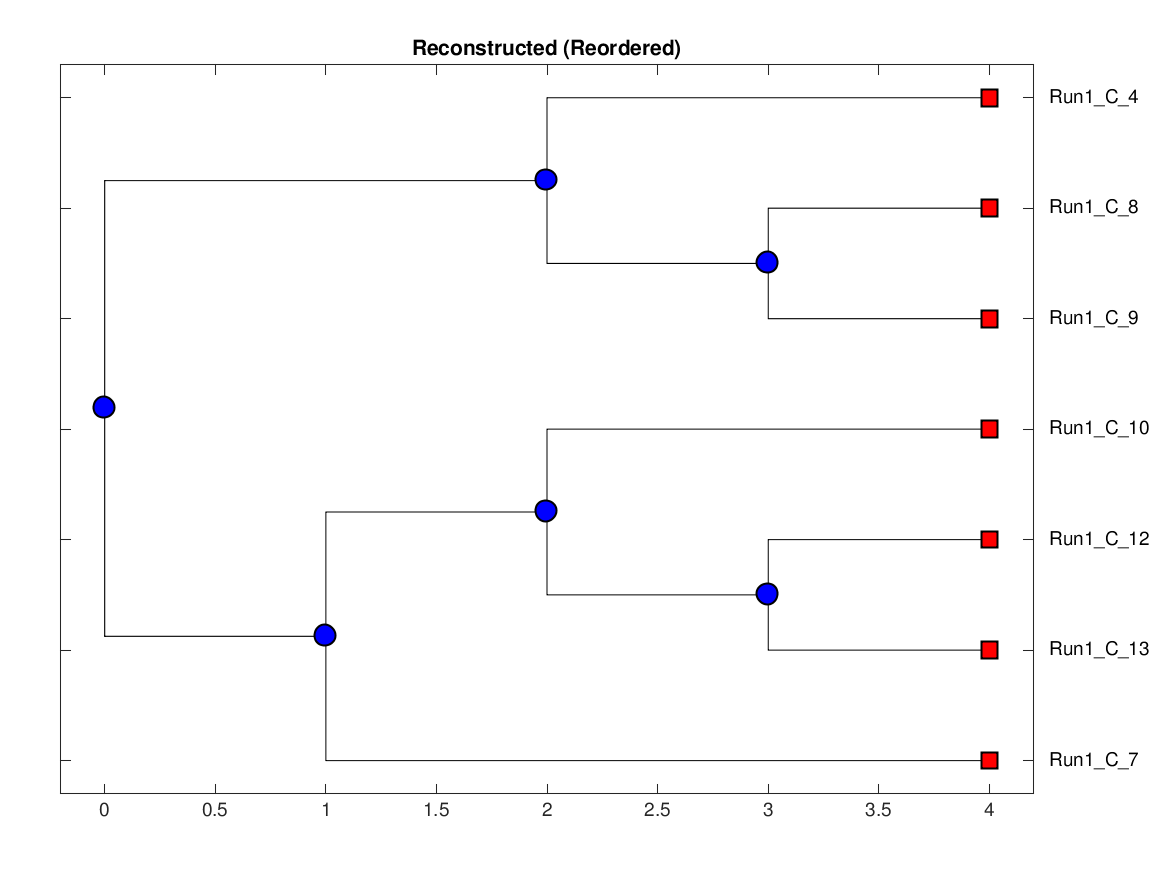 Reconstructed (Reordered)
Run1_C_4
Run1_C_8
Run1_C_9
Run1_C_10
Run1_C_12
Run1_C_13
Run1_C_7
0 0.5 1 1.5 2 2.5 3 3.5 4